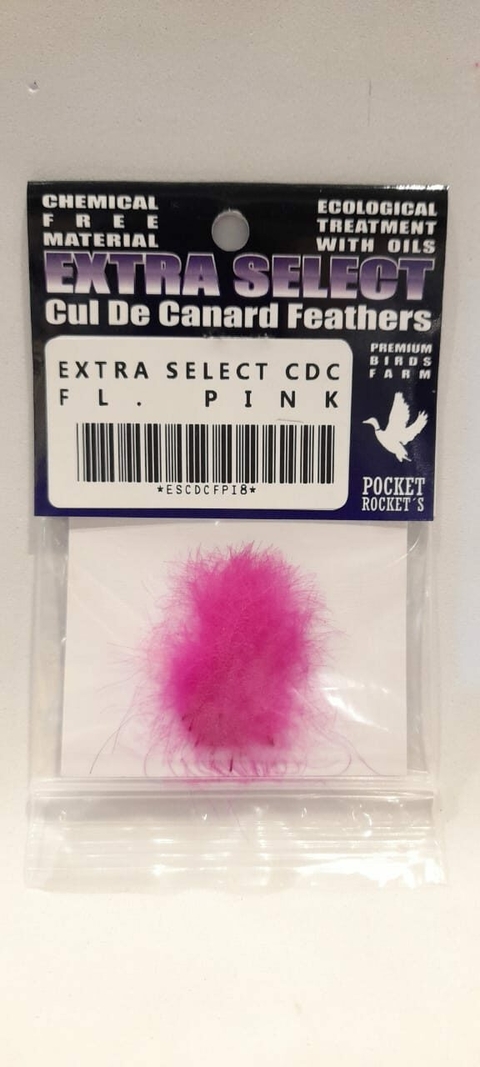 CHEMICAL
FREE
MATERIAL
ECOLOGICAL
TREATMENT
WITH OILS
EXTRA SELECT
Cul De Canard Feathers
EXTRA SELECT CDC
FL. PINK
*ESCDCFPI8*
PREMIUM
BIRDS
FARM
POCKET
ROCKET´S